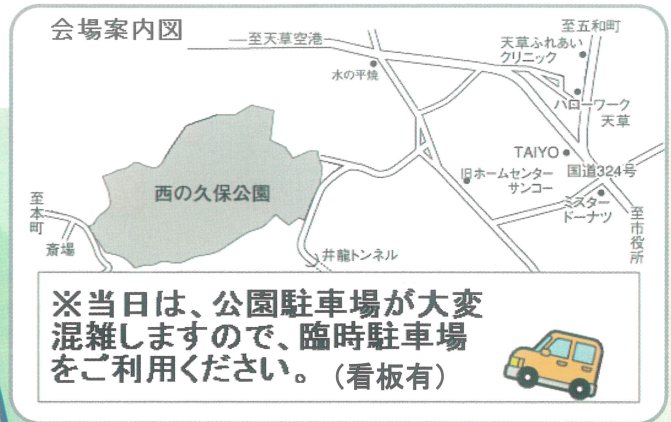 会場案内図
至五和町
至天草空港
天草ふれあい
クリニック
水の平焼
ハローワーク
天草
TAIYO
国道324号
旧ホームセンター
サンコー
西の久保公園
ミスター
ドーナツ
至本町
至市役所
斎場
井龍トンネル
※当日は、公園駐車場が大変
混雑しますので、臨時駐車場
をご利用ください。（看板有）